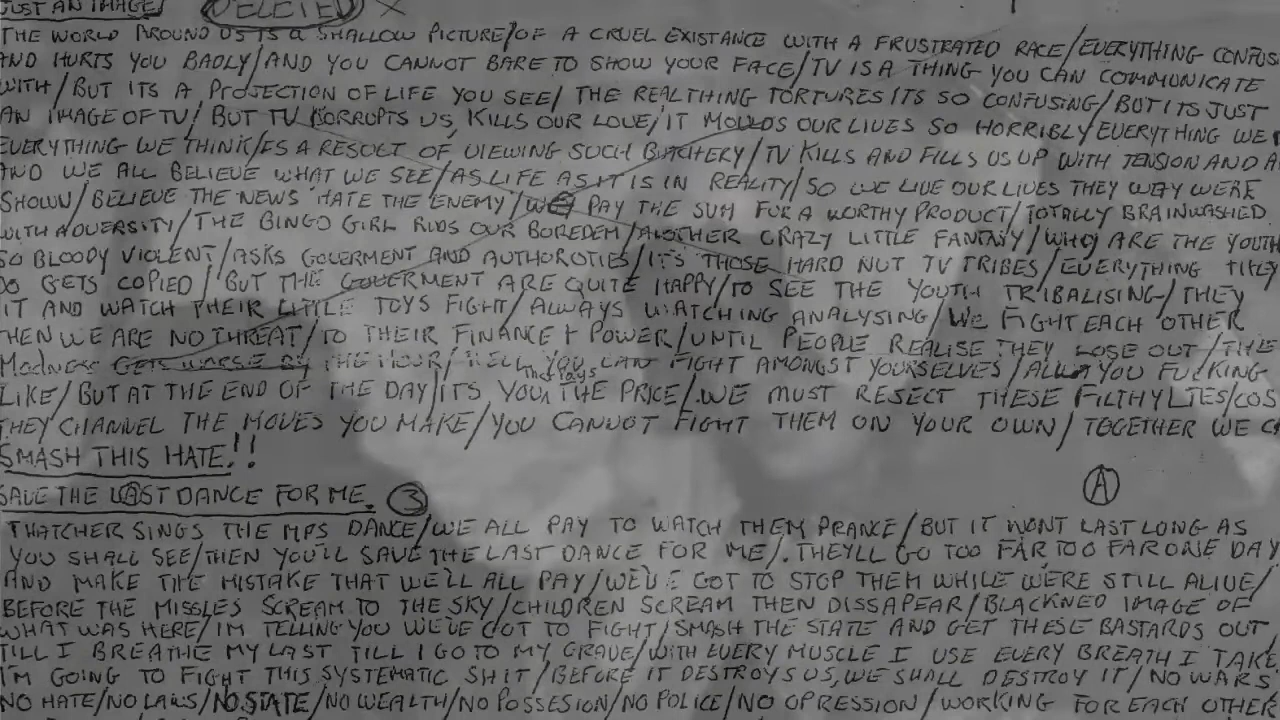 JUST AN IMAGE, DELETED X
THE WORLD AROUND US IS A SHALLOW PICTURE/OF A CRUEL EXISTANCE WITH A FRUSTRATED RACE/EVERYTHING CONFUS
AND HURTS YOU BADLY/AND YOU CANNOT BARE TO SHOW YOUR FACE/TV IS A THING YOU CAN COMMUNICATE
WITH/BUT ITS A PROJECTION OF LIFE YOU SEE/THE REAL THING TORTURES ITS SO CONFUSING/BUT ITS JUST
AN IMAGE OF TV/BUT TV KORRUPTS US, KILLS OUR LOVE/IT MOULDS OUR LIVES SO HORRIBLY/EVERYTHING WE
EVERYTHING WE THINK/ES A RESULT OF VIEWING SUCH BUTCHERY/TV KILLS AND FILLS US UP WITH TENSION AND A
AND WE ALL BELIEVE WHAT WE SEE/AS LIFE AS IT IS IN REALITY/SO WE LIVE OUR LIVES THEY WAY WERE
SHOWN/BELIEVE THE NEWS HATE THE ENEMY/WE PAY THE SUM FOR A WORTHY PRODUCT/TOTALLY BRAINWASHED
WITH ADVERSITY/THE BINGO GIRL RIDS OUR BOREDEM/ANOTHER CRAZY LITTLE FANTASY/WHO ARE THE YOUTH
SO BLOODY VIOLENT/ASKS GOVERMENT AND AUTHOROTIES/IT'S THOSE HARD NUT TV TRIBES/EVERYTHING THEY
DO GETS COPIED/BUT THE GOVERMENT ARE QUITE HAPPY/TO SEE THE YOUTH TRIBALISING/THEY
IT AND WATCH THEIR LITTLE TOYS FIGHT/ALWAYS WATCHING ANALYSING/WE FIGHT EACH OTHER
THEN WE ARE NO THREAT/TO THEIR FINANCE + POWER/UNTIL PEOPLE REALISE THEY LOSE OUT/THE
MADNESS GETS WORSE BY THE HOUR/WELL YOU CAN FIGHT AMONGST YOURSELVES/ALL YOU FUCKING
LIKE/BUT AT THE END OF THE DAY/ITS YOU THAT PAYS THE PRICE/.WE MUST REJECT THESE FILTHY LIES/COS
THEY CHANNEL THE MOVES YOU MAKE/YOU CANNOT FIGHT THEM ON YOUR OWN/TOGETHER WE C
SMASH THIS HATE.!!
SAVE THE LAST DANCE FOR ME. 3 A
THATCHER SINGS THE MPS DANCE/WE ALL PAY TO WATCH THEM PRANCE/BUT IT WONT LAST LONG AS
YOU SHALL SEE/THEN YOU'LL SAVE THE LAST DANCE FOR ME/.THEYLL GO TOO FAR TOO FAR ONE DAY
AND MAKE THE MISTAKE THAT WE'LL ALL PAY/WE'VE GOT TO STOP THEM WHILE WE'RE STILL ALIVE/
BEFORE THE MISSLES SCREAM TO THE SKY/CHILDREN SCREAM THEN DISSAPEAR/BLACKNED IMAGE OF
WHAT WAS HERE/IM TELLING YOU WE'VE GOT TO FIGHT/SMASH THE STATE AND GET THESE BASTARDS OUT
TILL I BREATHE MY LAST TILL I GO TO MY GRAVE/WITH EVERY MUSCLE I USE EVERY BREATH I TAKE
I'M GOING TO FIGHT THIS SYSTEMATIC SHIT/BEFORE IT DESTROYS US, WE SHALL DESTROY IT/NO WARS
NO HATE/NO LAWS/NO STATE/NO WEALTH/NO POSSESION/NO POLICE/NO OPRESSION/WORKING FOR EACH OTHER